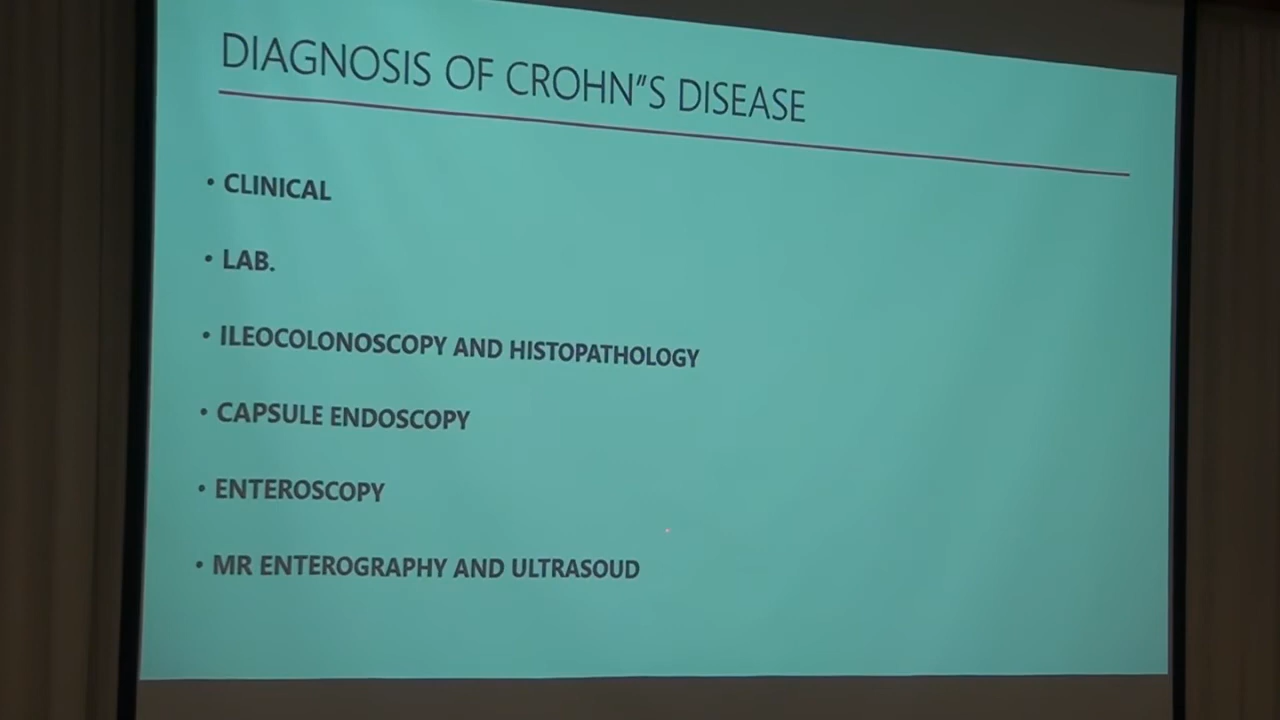 DIAGNOSIS OF CROHN"S DISEASE
• CLINICAL
• LAB.
• ILEOCOLONOSCOPY AND HISTOPATHOLOGY
• CAPSULE ENDOSCOPY
• ENTEROSCOPY
• MR ENTEROGRAPHY AND ULTRASOUD